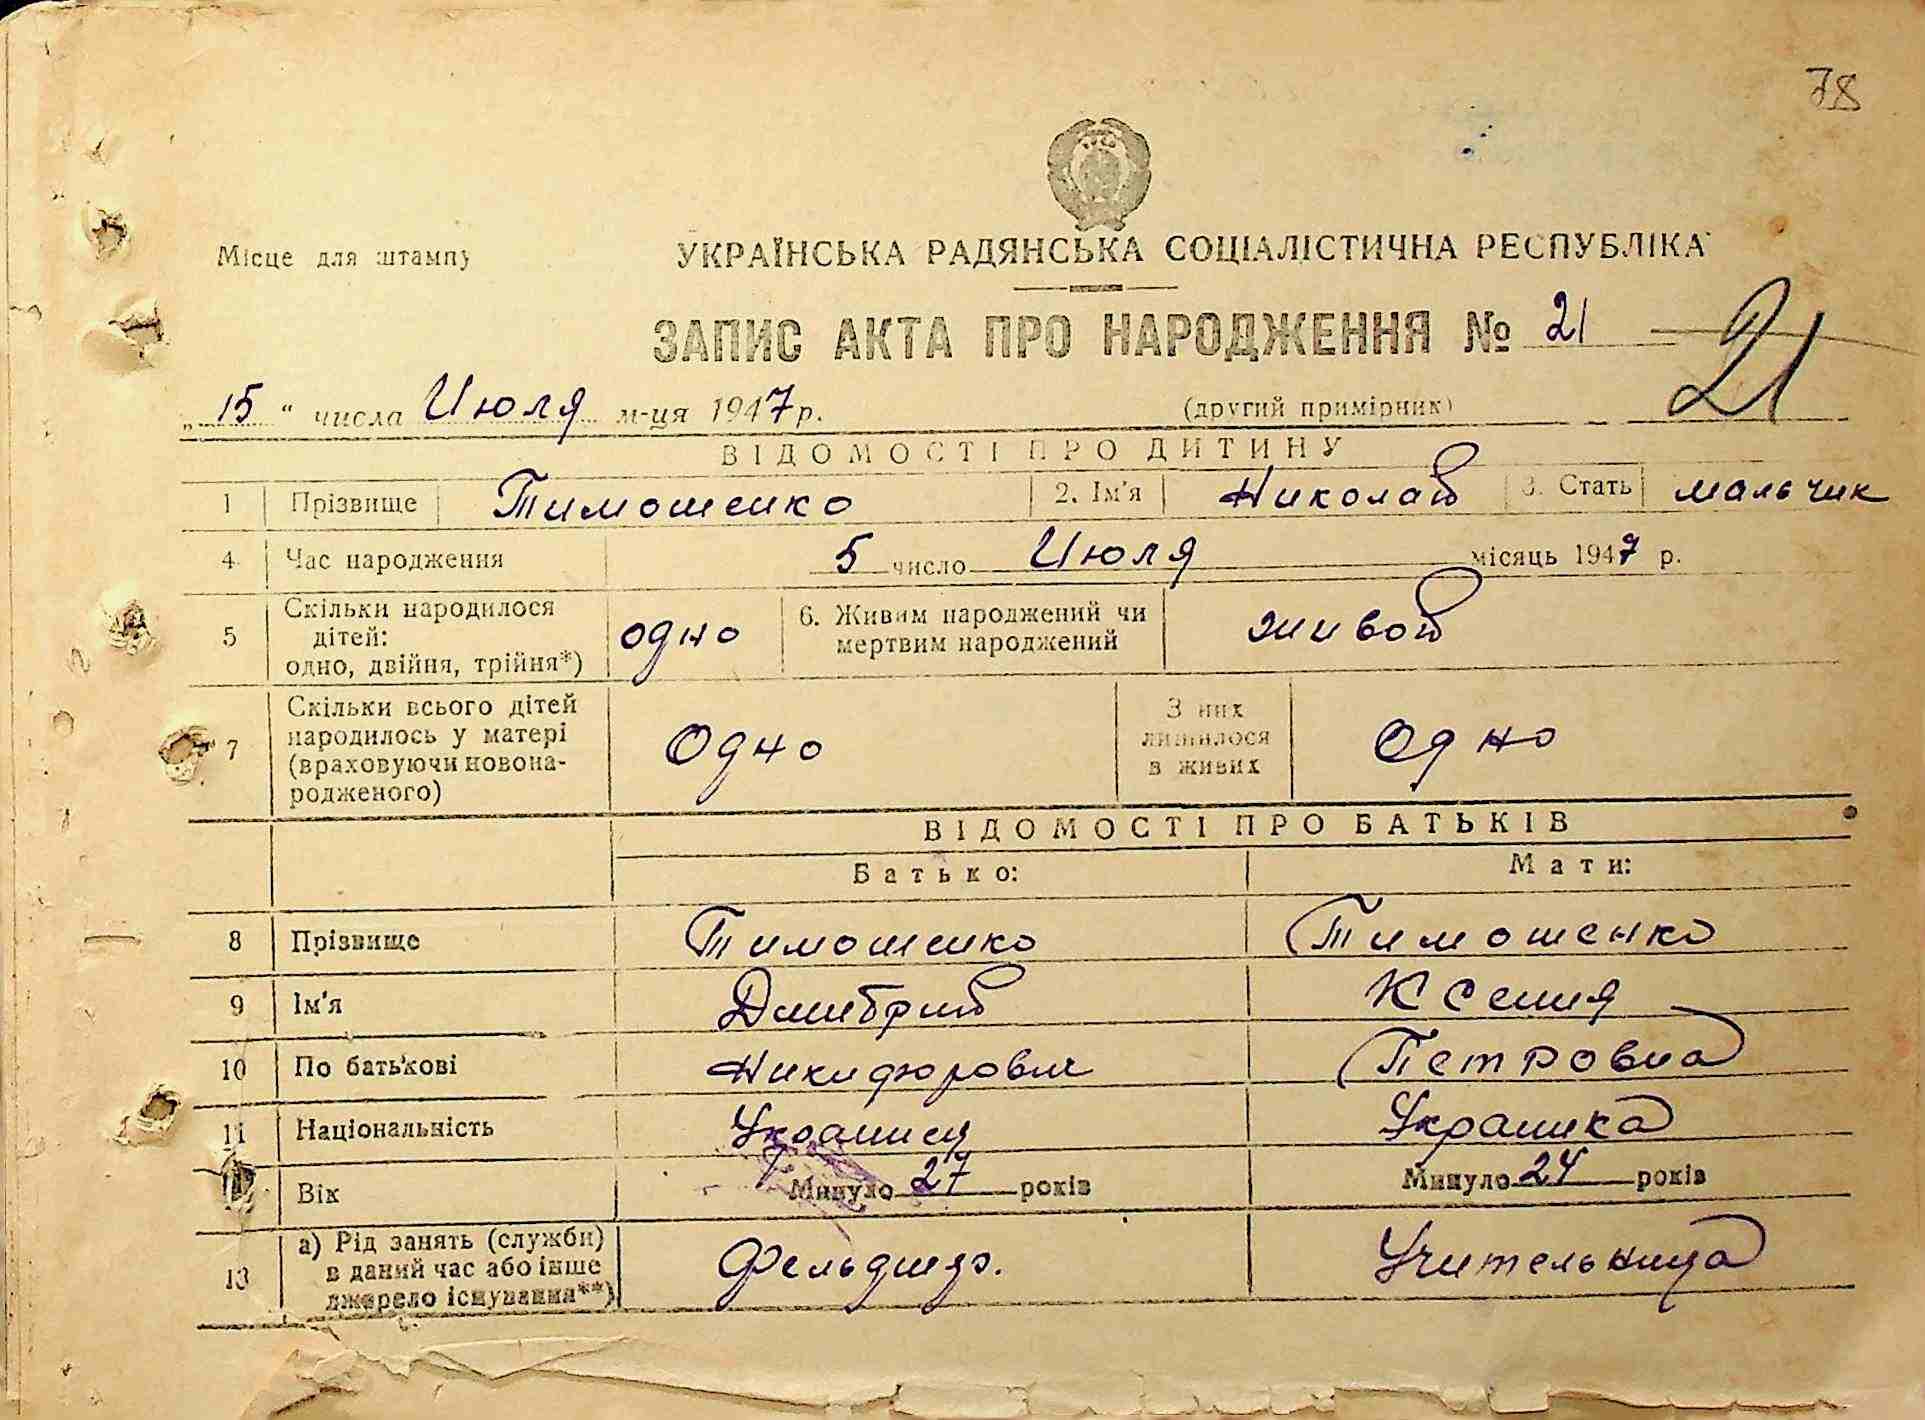 78
Місце для штампу
УКРАЇНСЬКА РАДЯНСЬКА СОЦІАЛІСТИЧНА РЕСПУБЛІКА
ЗАПИС АКТА ПРО НАРОДЖЕННЯ № 21
21
„15“ числа Июля м-ця 1947 р. (другий примірник)
ВІДОМОСТІ ПРО ДИТИНУ
1 Прізвище Тимошенко 2. Ім'я Николай 3. Стать мальчик
4 Час народження 5 число Июля місяць 1947 р.
5 Скільки народилося дітей: одно, двійня, трійня*) одно 6. Живим народжений чи мертвим народжений живой
7 Скільки всього дітей народилось у матері (враховуючи новонародженого) Одно З них лишилося в живих Одно
ВІДОМОСТІ ПРО БАТЬКІВ
Батько: Мати:
8 Прізвище Тимошенко Тимошенко
9 Ім'я Дмитрий Ксения
10 По батькові Никифорович Петровна
11 Національність Украинец Украинка
Вік Минуло 27 років Минуло 24 років
13 а) Рід занять (служби) в даний час або інше джерело існування**) Фельдшер. Учительница